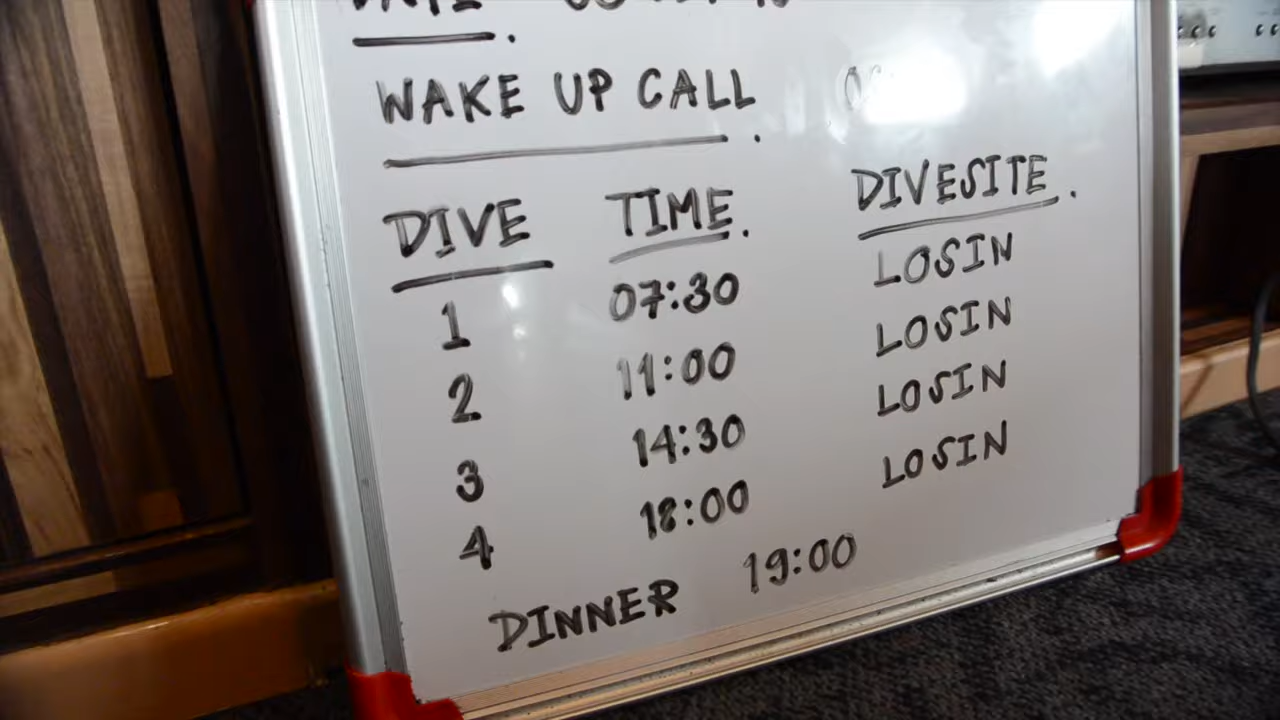 WAKE UP CALL.
DIVE TIME. DIVESITE.
1 07:30 LOSIN
2 11:00 LOSIN
3 14:30 LOSIN
4 18:00 LOSIN
DINNER 19:00